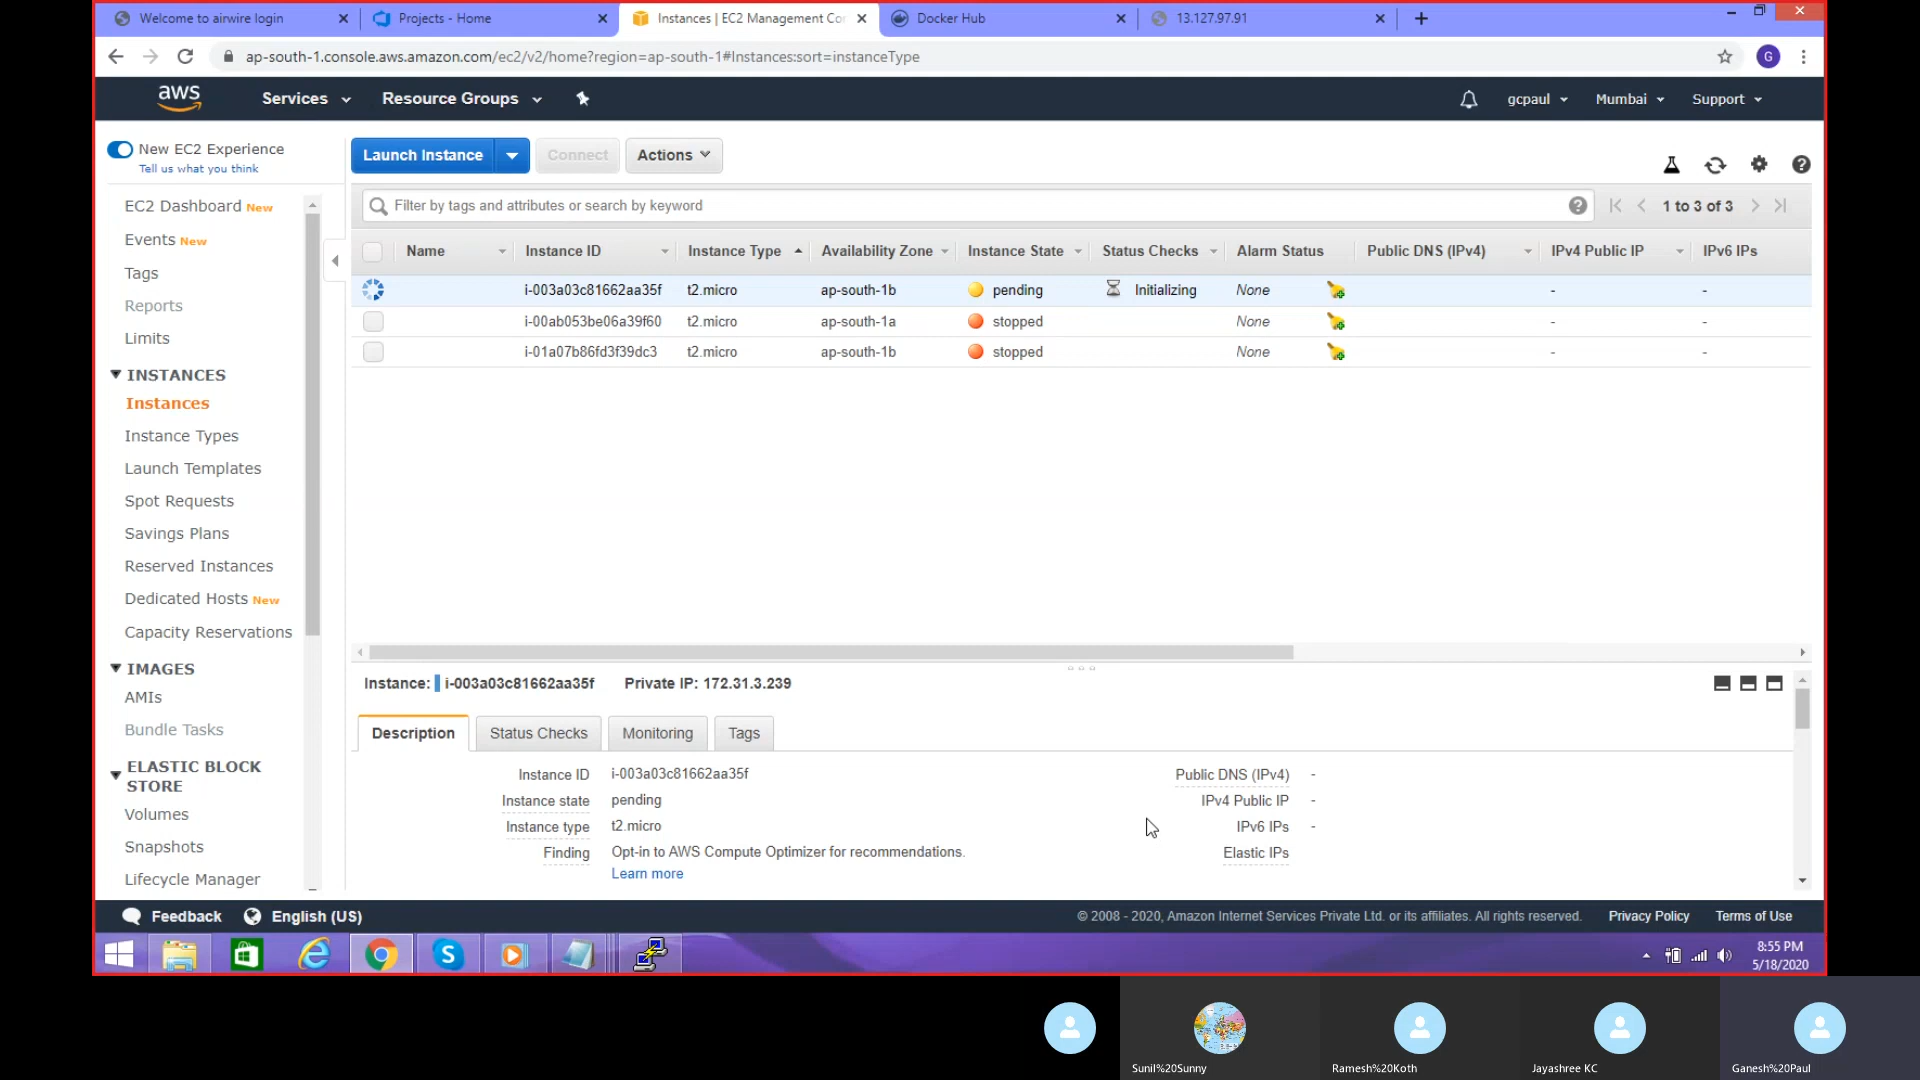 Welcome to airwire login
Projects - Home
Instances | EC2 Management Co
Docker Hub
13.127.97.91
ap-south-1.console.aws.amazon.com/ec2/v2/home?region=ap-south-1#Instances:sort=instanceType
G
aws
Services
Resource Groups
gcpaul
Mumbai
Support
New EC2 Experience
Tell us what you think
Launch Instance
Connect
Actions
Filter by tags and attributes or search by keyword
1 to 3 of 3
EC2 Dashboard New
Events New
Tags
Reports
Limits
INSTANCES
Instances
Instance Types
Launch Templates
Spot Requests
Savings Plans
Reserved Instances
Dedicated Hosts New
Capacity Reservations
IMAGES
AMIs
Bundle Tasks
ELASTIC BLOCK
STORE
Volumes
Snapshots
Lifecycle Manager
Name Instance ID Instance Type Availability Zone Instance State Status Checks Alarm Status Public DNS (IPv4) IPv4 Public IP IPv6 IPs
i-003a03c81662aa35f t2.micro ap-south-1b pending Initializing None - -
i-00ab053be06a39f60 t2.micro ap-south-1a stopped None - -
i-01a07b86fd3f39dc3 t2.micro ap-south-1b stopped None - -
Instance: i-003a03c81662aa35f Private IP: 172.31.3.239
Description
Status Checks
Monitoring
Tags
Instance ID i-003a03c81662aa35f
Instance state pending
Instance type t2.micro
Finding Opt-in to AWS Compute Optimizer for recommendations.
Learn more
Public DNS (IPv4) -
IPv4 Public IP -
IPv6 IPs -
Elastic IPs
Feedback
English (US)
© 2008 - 2020, Amazon Internet Services Private Ltd. or its affiliates. All rights reserved.
Privacy Policy
Terms of Use
8:55 PM
5/18/2020
Sunil%20Sunny
Ramesh%20Koth
Jayashree KC
Ganesh%20Paul